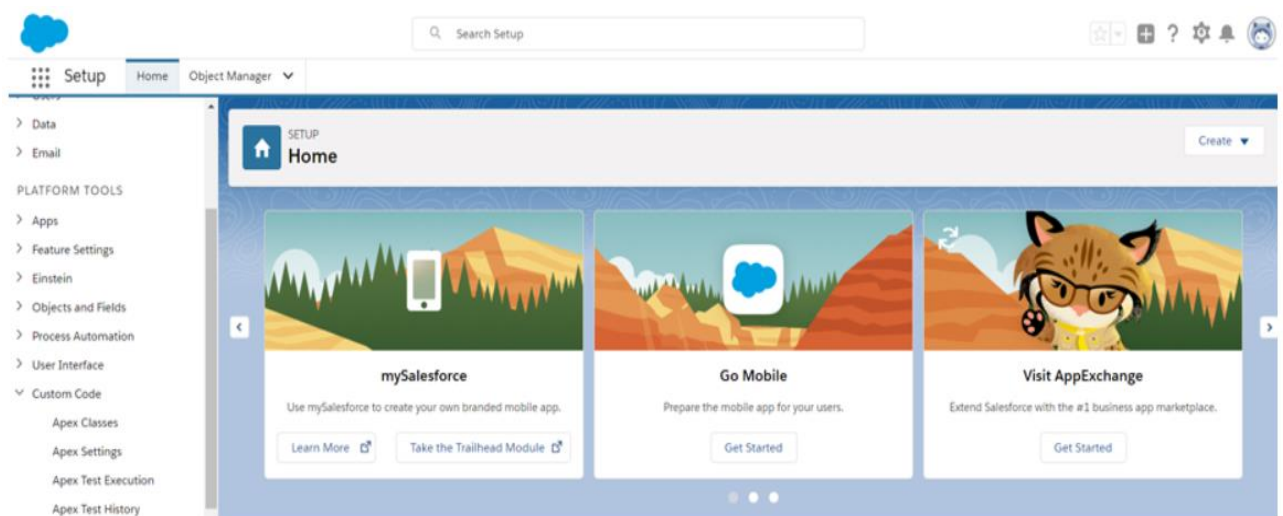 Search Setup
Setup
Home
Object Manager
Users
Data
Email
PLATFORM TOOLS
Apps
Feature Settings
Einstein
Objects and Fields
Process Automation
User Interface
Custom Code
Apex Classes
Apex Settings
Apex Test Execution
Apex Test History
SETUP
Home
Create
mySalesforce
Use mySalesforce to create your own branded mobile app.
Learn More
Take the Trailhead Module
Go Mobile
Prepare the mobile app for your users.
Get Started
Visit AppExchange
Extend Salesforce with the #1 business app marketplace.
Get Started